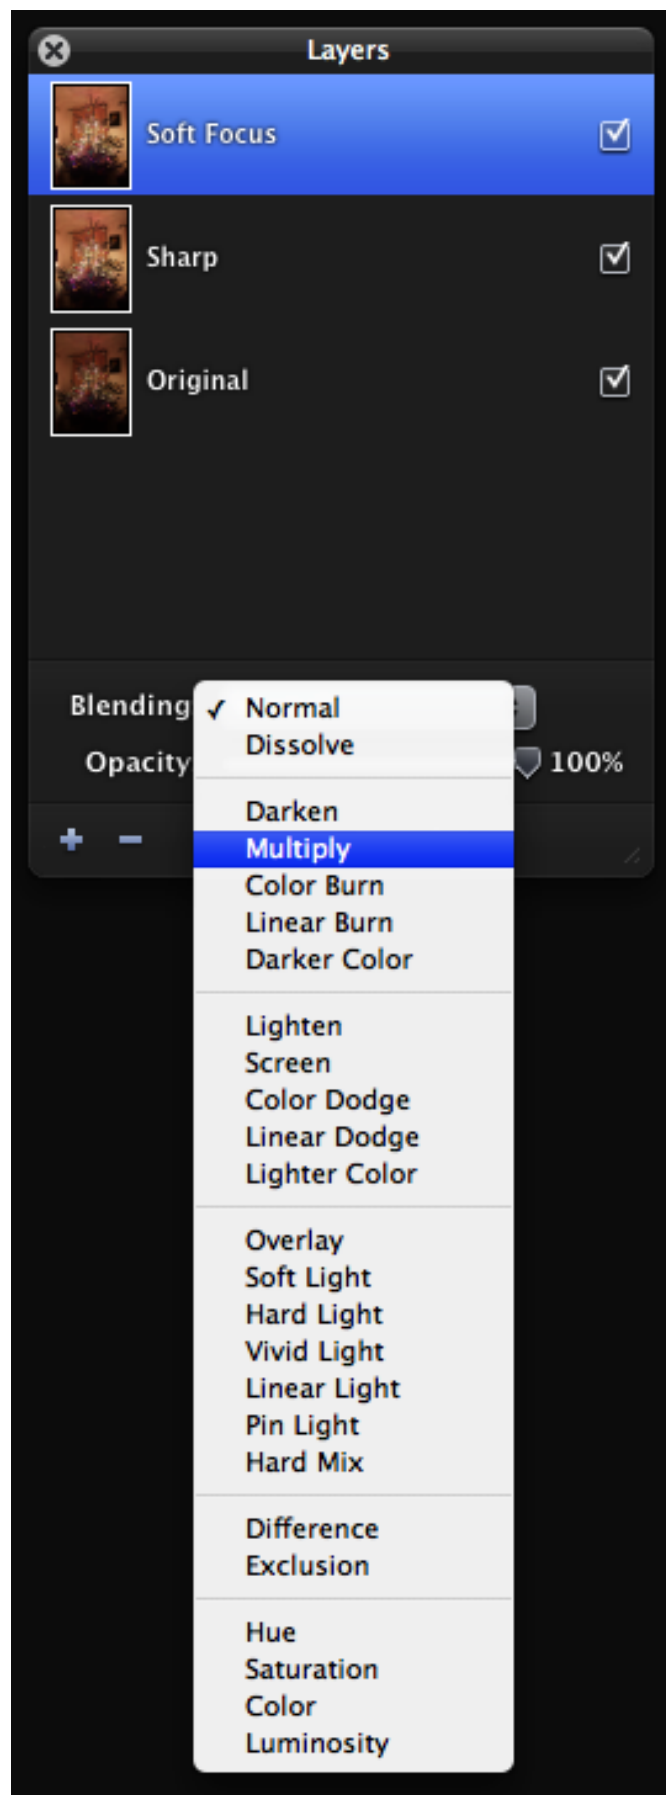 Layers
Soft Focus
Sharp
Original
Blending
✓ Normal
Dissolve
Opacity
100%
Darken
Multiply
Color Burn
Linear Burn
Darker Color
Lighten
Screen
Color Dodge
Linear Dodge
Lighter Color
Overlay
Soft Light
Hard Light
Vivid Light
Linear Light
Pin Light
Hard Mix
Difference
Exclusion
Hue
Saturation
Color
Luminosity